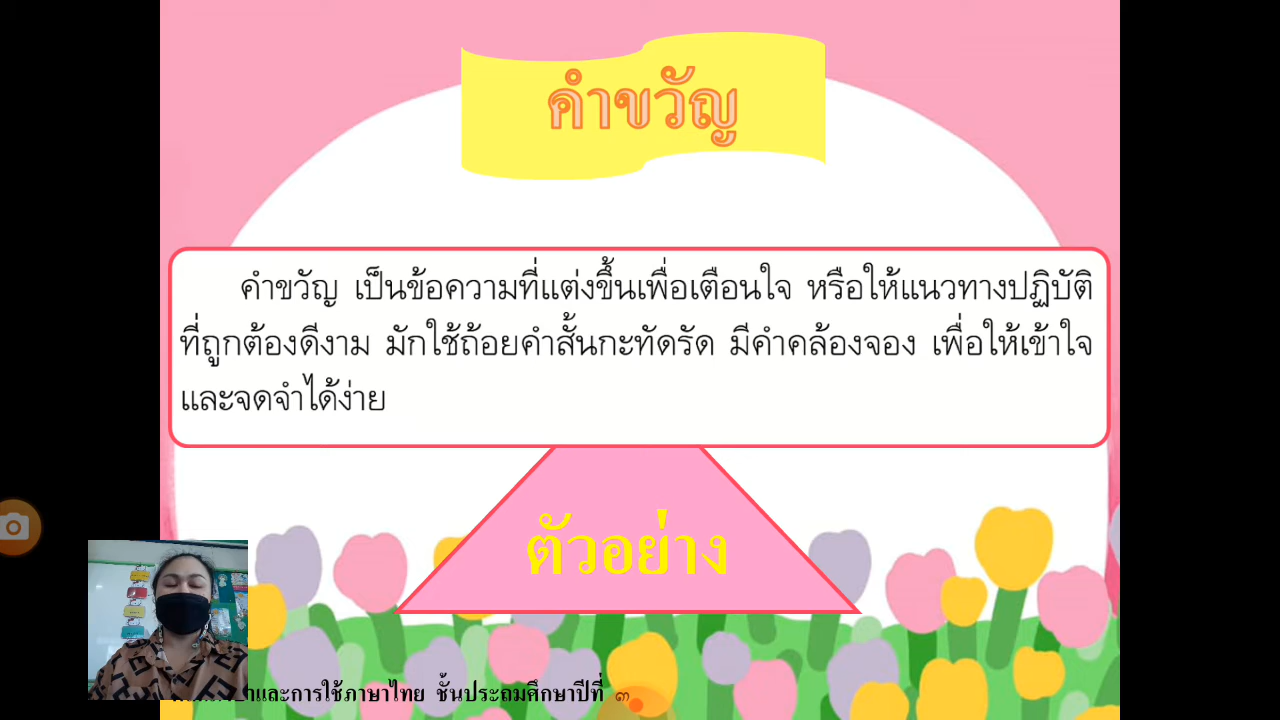 คำขวัญ
คำขวัญ เป็นข้อความที่แต่งขึ้นเพื่อเตือนใจ หรือให้แนวทางปฏิบัติ
ที่ถูกต้องดีงาม มักใช้ถ้อยคำสั้นกะทัดรัด มีคำคล้องจอง เพื่อให้เข้าใจ
และจดจำได้ง่าย
ตัวอย่าง
และการใช้ภาษาไทย ชั้นประถมศึกษาปีที่ ๓